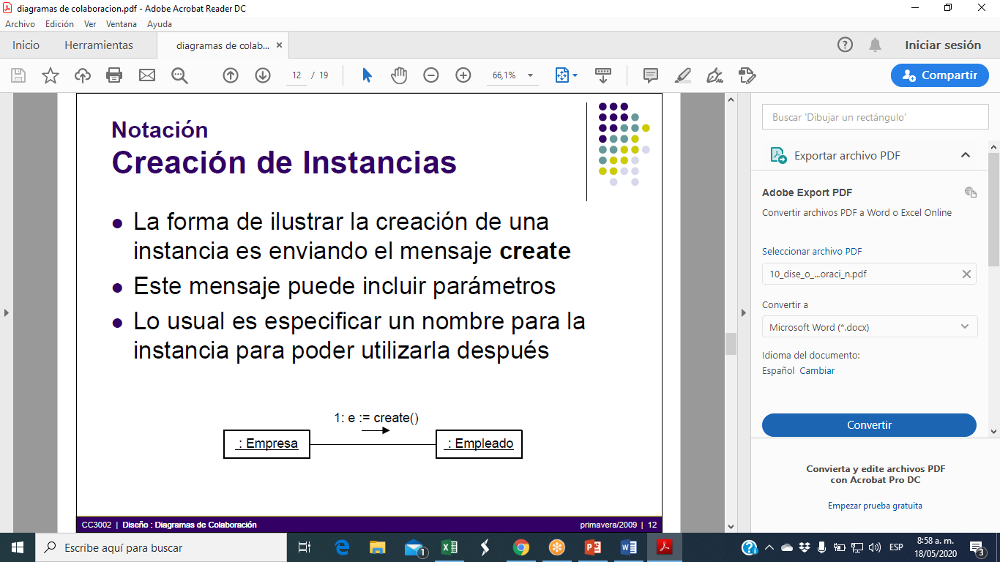 diagramas de colaboracion.pdf - Adobe Acrobat Reader DC
Archivo Edición Ver Ventana Ayuda
Inicio Herramientas diagramas de colab... Iniciar sesión
12 / 19 66,1% Compartir
Notación
Creación de Instancias
La forma de ilustrar la creación de una
instancia es enviando el mensaje create
Este mensaje puede incluir parámetros
Lo usual es especificar un nombre para la
instancia para poder utilizarla después
1: e := create()
: Empresa : Empleado
CC3002 | Diseño : Diagramas de Colaboración primavera/2009 | 12
Buscar 'Dibujar un rectángulo'
Exportar archivo PDF
Adobe Export PDF
Convertir archivos PDF a Word o Excel Online
Seleccionar archivo PDF
10_dise_o_...oraci_n.pdf
Convertir a
Microsoft Word (*.docx)
Idioma del documento:
Español Cambiar
Convertir
Convierta y edite archivos PDF
con Acrobat Pro DC
Empezar prueba gratuita
Escribe aquí para buscar
1
ESP
8:58 a. m.
18/05/2020
3